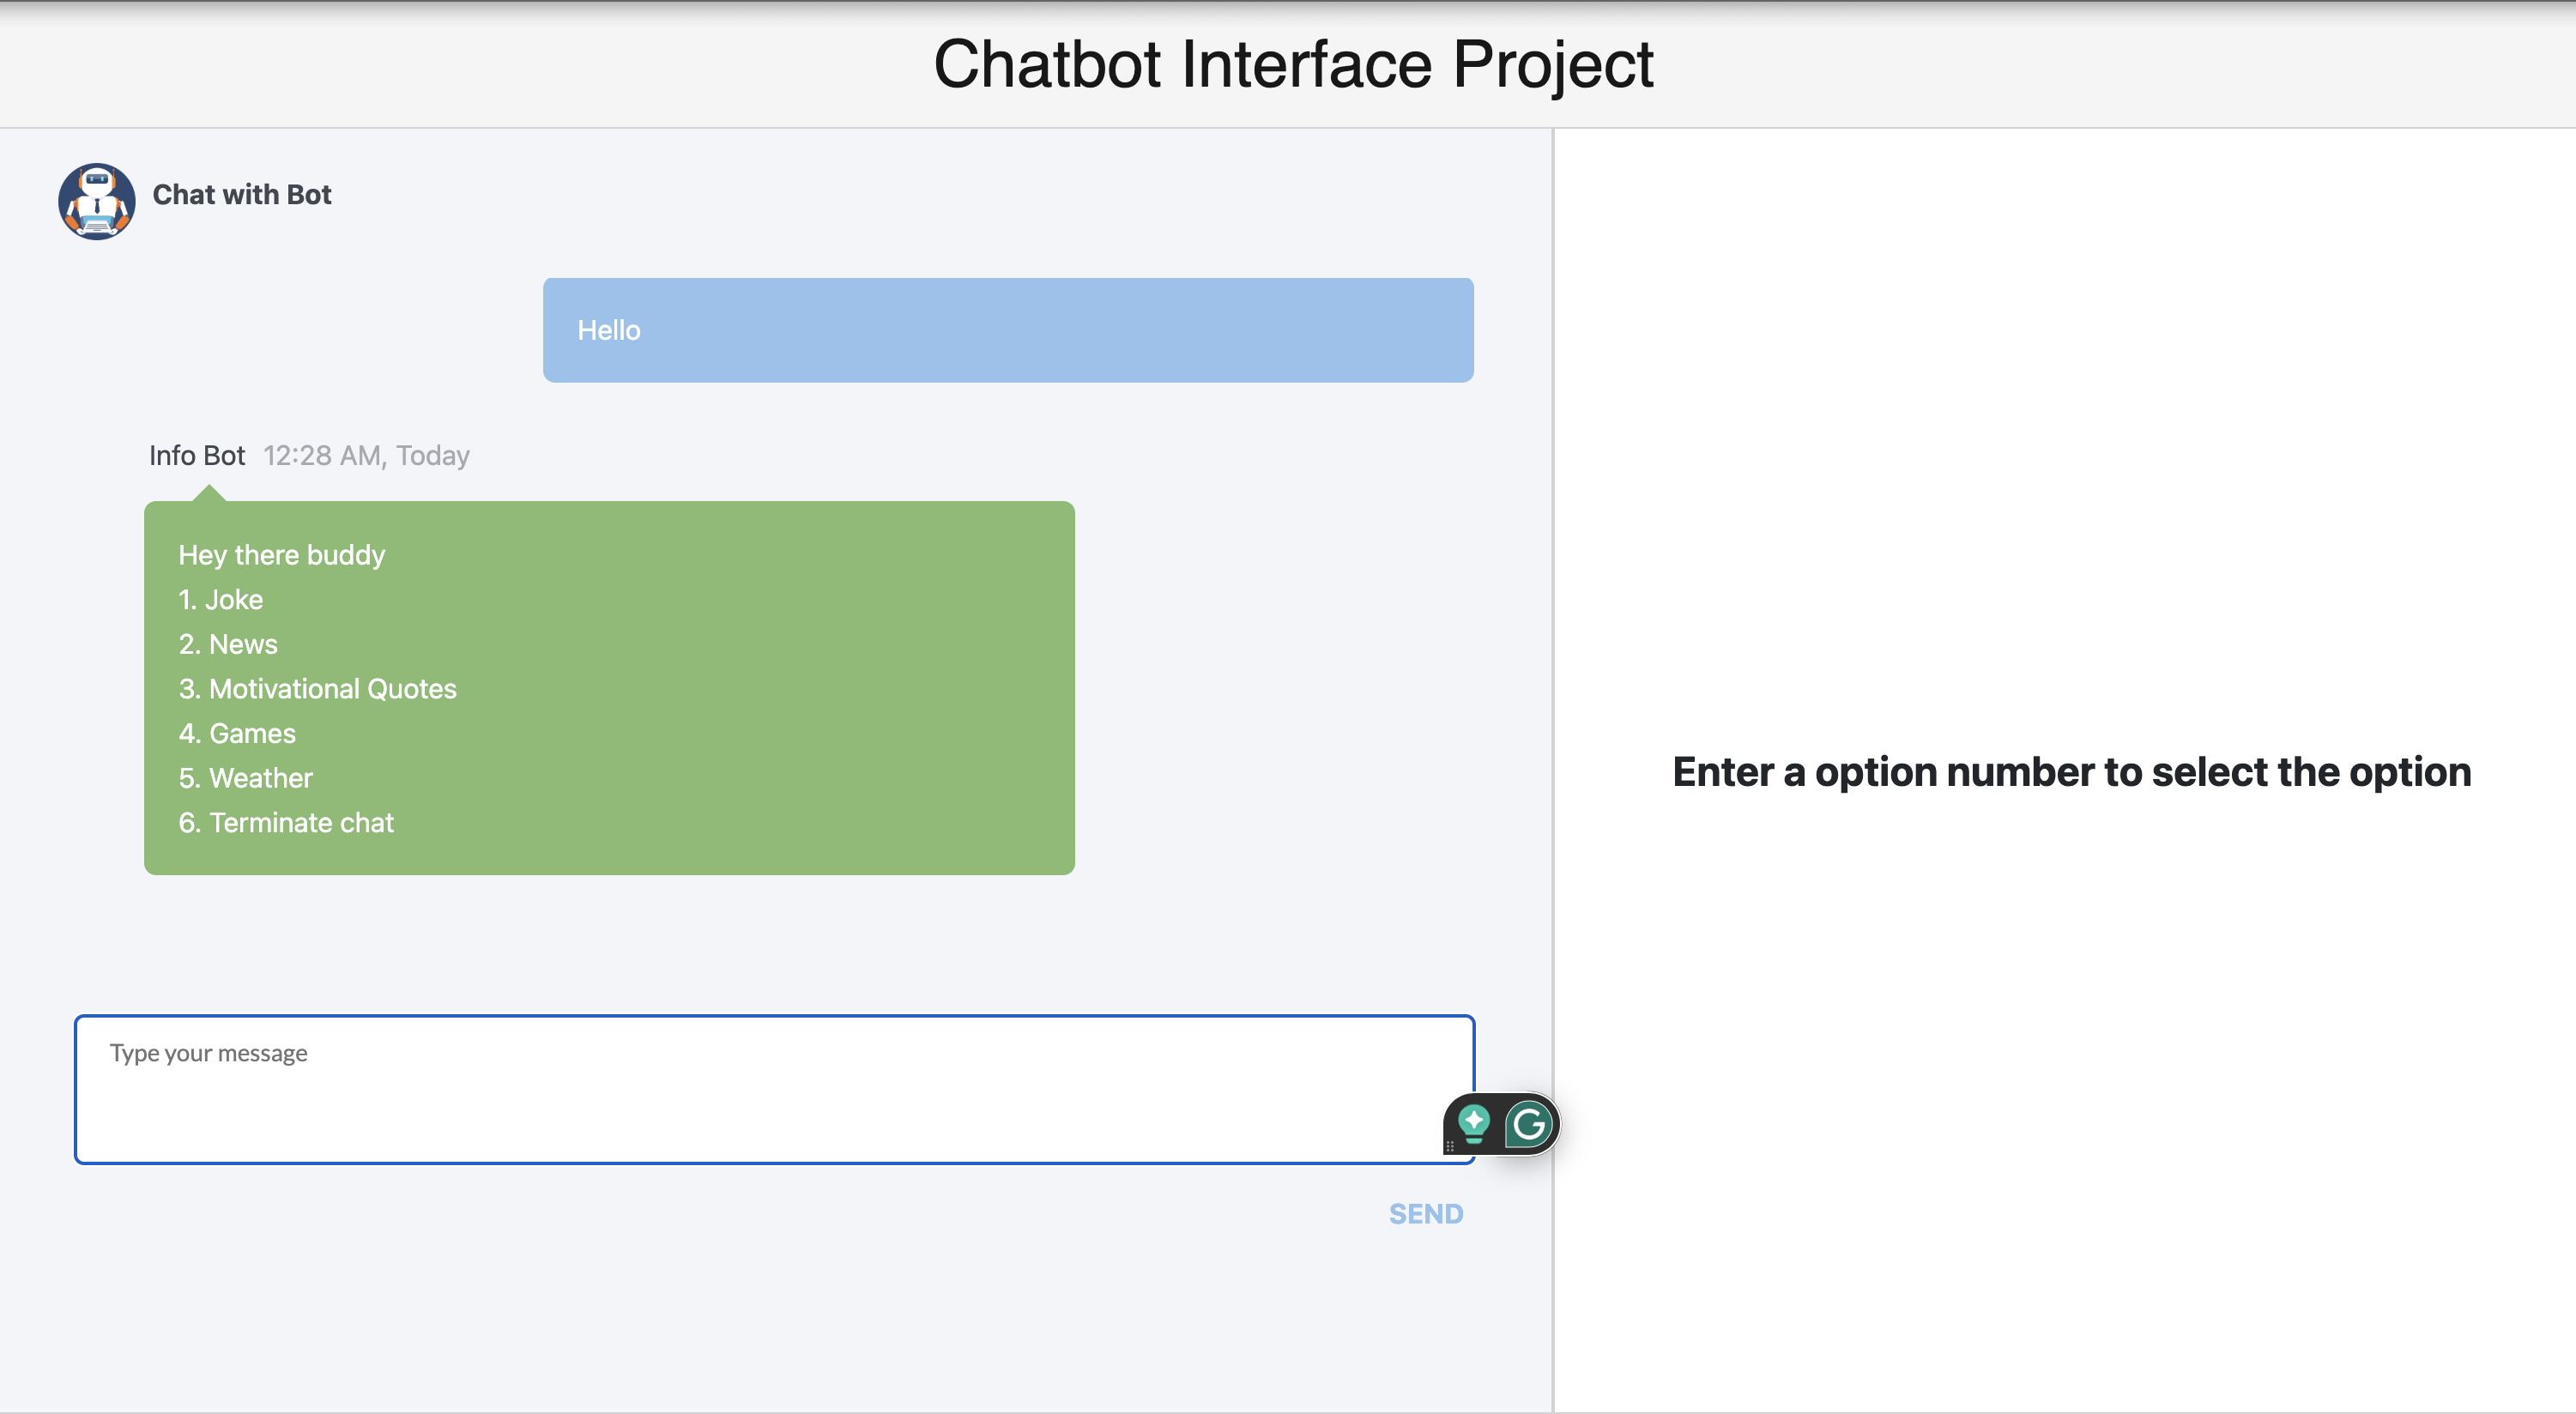 Chatbot Interface Project
Chat with Bot
Hello
Info Bot 12:28 AM, Today
Hey there buddy
1. Joke
2. News
3. Motivational Quotes
4. Games
5. Weather
6. Terminate chat
Enter a option number to select the option
Type your message
G
SEND